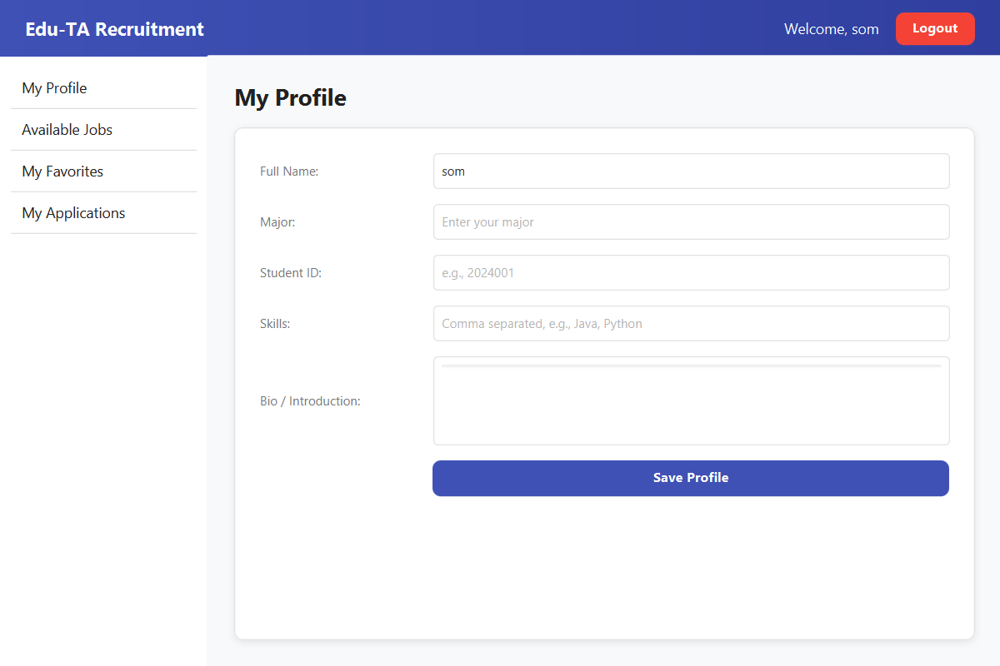 Edu-TA Recruitment
Welcome, som
Logout
My Profile
Available Jobs
My Favorites
My Applications
My Profile
Full Name:
som
Major:
Enter your major
Student ID:
e.g., 2024001
Skills:
Comma separated, e.g., Java, Python
Bio / Introduction:
Save Profile